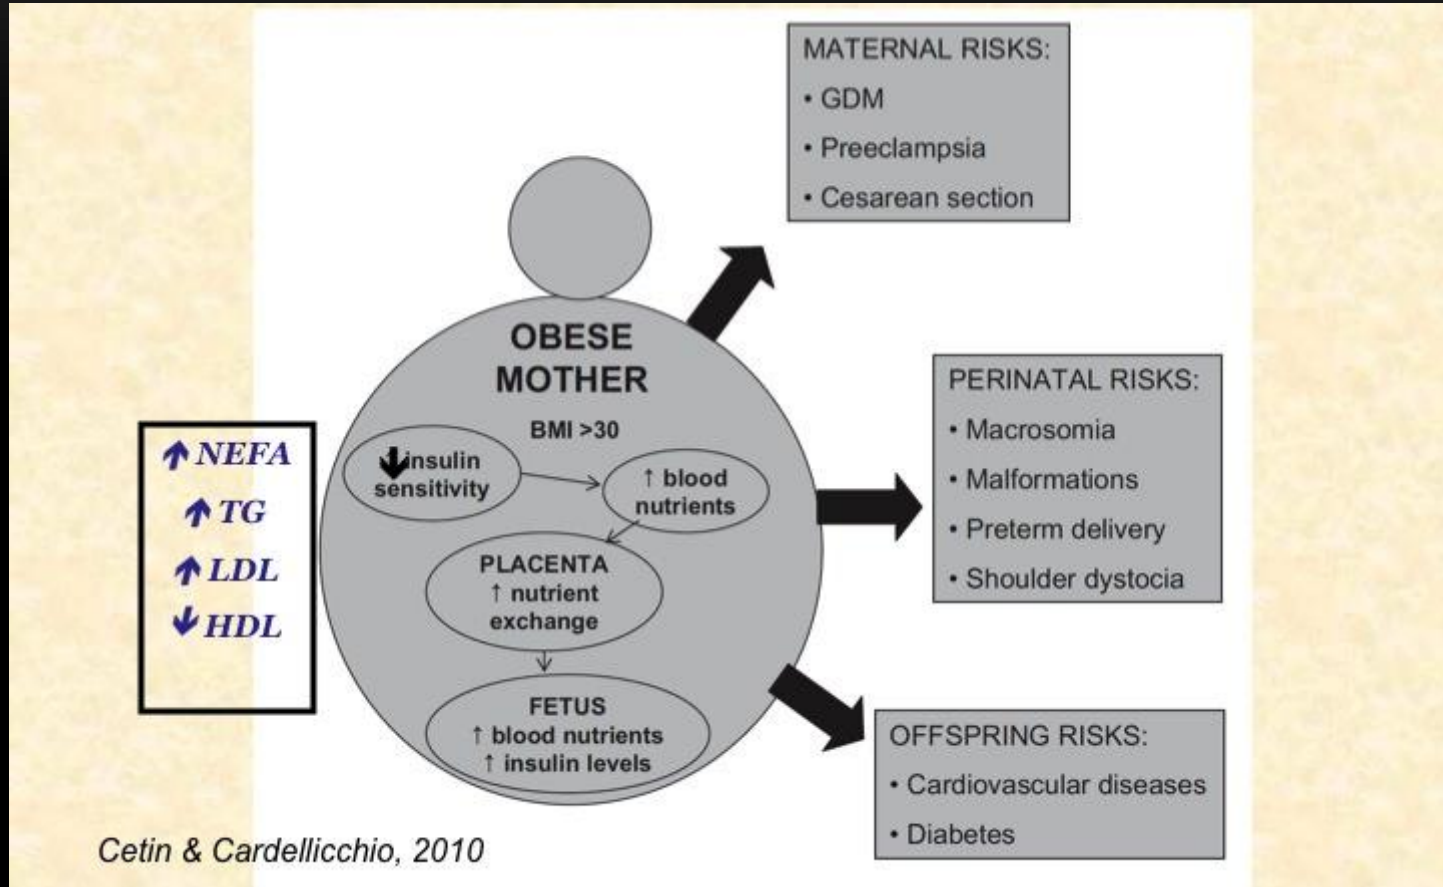 MATERNAL RISKS:
• GDM
• Preeclampsia
• Cesarean section
OBESE
MOTHER
BMI >30
↓insulin
sensitivity
↑ blood
nutrients
PLACENTA
↑ nutrient
exchange
FETUS
↑ blood nutrients
↑ insulin levels
↑ NEFA
↑ TG
↑ LDL
↓ HDL
PERINATAL RISKS:
• Macrosomia
• Malformations
• Preterm delivery
• Shoulder dystocia
OFFSPRING RISKS:
• Cardiovascular diseases
• Diabetes
Cetin & Cardellicchio, 2010